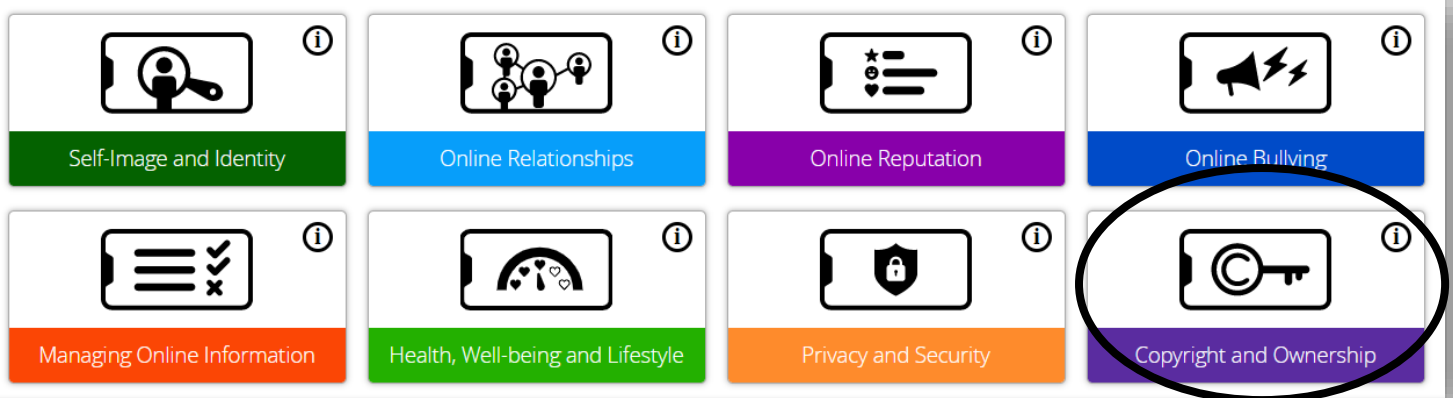 i
i
i
i
Self-Image and Identity
Online Relationships
Online Reputation
Online Bullying
i
i
i
i
C
Managing Online Information
Health, Well-being and Lifestyle
Privacy and Security
Copyright and Ownership